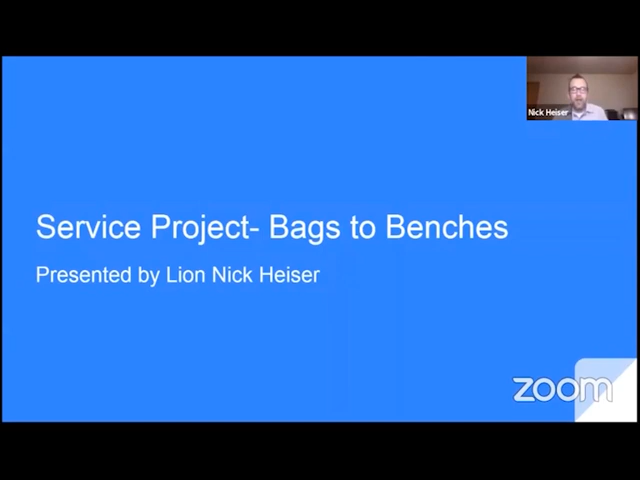 Nick Heiser
Service Project- Bags to Benches
Presented by Lion Nick Heiser
zoom